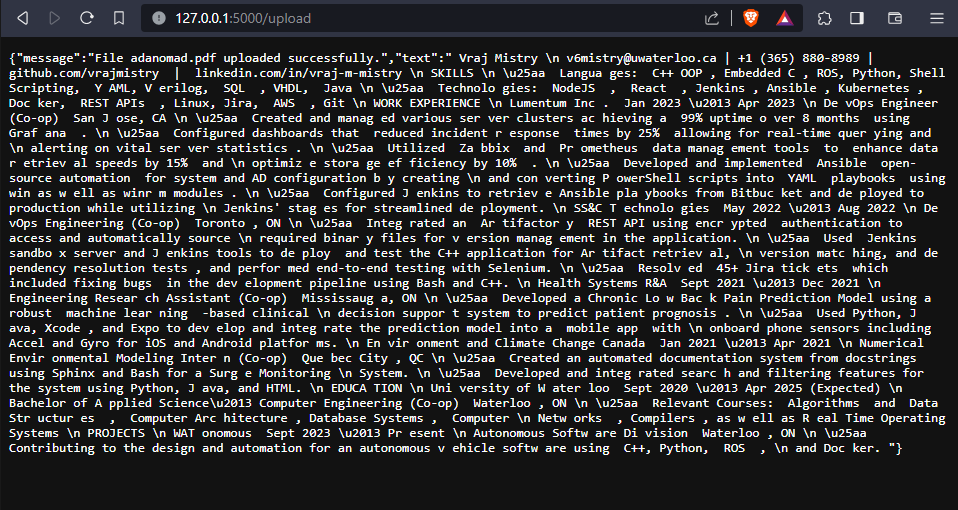 127.0.0.1:5000/upload
{"message":"File adanomad.pdf uploaded successfully.","text":" Vraj Mistry \n v6mistry@uwaterloo.ca | +1 (365) 880-8989 |
github.com/vrajmistry  |  linkedin.com/in/vraj-m-mistry \n SKILLS \n \u25aa  Langua ges:  C++ OOP , Embedded C , ROS, Python, Shell
Scripting,  Y AML, V erilog,  SQL  , VHDL,  Java \n \u25aa  Technolo gies:  NodeJS  ,  React  , Jenkins , Ansible , Kubernetes ,
Doc ker,  REST APIs  , Linux, Jira,  AWS  , Git \n WORK EXPERIENCE \n Lumentum Inc .  Jan 2023 \u2013 Apr 2023 \n De vOps Engineer
(Co-op)  San J ose, CA \n \u25aa  Created and manag ed various ser ver clusters ac hieving a  99% uptime o ver 8 months  using
Graf ana  . \n \u25aa  Configured dashboards that  reduced incident r esponse  times by 25%  allowing for real-time quer ying and
\n alerting on vital ser ver statistics . \n \u25aa  Utilized  Za bbix  and  Pr ometheus  data manag ement tools  to  enhance data
r etriev al speeds by 15%  and \n optimiz e stora ge ef ficiency by 10%  . \n \u25aa  Developed and implemented  Ansible  open-
source automation  for system and AD configuration b y creating \n and con verting P owerShell scripts into  YAML  playbooks  using
win as w ell as winr m modules . \n \u25aa  Configured J enkins to retriev e Ansible pla ybooks from Bitbuc ket and de ployed to
production while utilizing \n Jenkins' stag es for streamlined de ployment. \n SS&C T echnolo gies  May 2022 \u2013 Aug 2022 \n De
vOps Engineering (Co-op)  Toronto , ON \n \u25aa  Integ rated an  Ar tifactor y  REST API using encr ypted  authentication to
access and automatically source \n required binar y files for v ersion manag ement in the application. \n \u25aa  Used  Jenkins
sandbo x server and J enkins tools to de ploy  and test the C++ application for Ar tifact retriev al, \n version matc hing, and de
pendency resolution tests , and perfor med end-to-end testing with Selenium. \n \u25aa  Resolv ed  45+ Jira tick ets  which
included fixing bugs  in the dev elopment pipeline using Bash and C++. \n Health Systems R&A  Sept 2021 \u2013 Dec 2021 \n
Engineering Resear ch Assistant (Co-op)  Mississaug a, ON \n \u25aa  Developed a Chronic Lo w Bac k Pain Prediction Model using a
robust  machine lear ning  -based clinical \n decision suppor t system to predict patient prognosis . \n \u25aa  Used Python, J
ava, Xcode , and Expo to dev elop and integ rate the prediction model into a  mobile app  with \n onboard phone sensors including
Accel and Gyro for iOS and Android platfor ms. \n En vir onment and Climate Change Canada  Jan 2021 \u2013 Apr 2021 \n Numerical
Envir onmental Modeling Inter n (Co-op)  Que bec City , QC \n \u25aa  Created an automated documentation system from docstrings
using Sphinx and Bash for a Surg e Monitoring \n System. \n \u25aa  Developed and integ rated searc h and filtering features for
the system using Python, J ava, and HTML. \n EDUCA TION \n Uni versity of W ater loo  Sept 2020 \u2013 Apr 2025 (Expected) \n
Bachelor of A pplied Science\u2013 Computer Engineering (Co-op)  Waterloo , ON \n \u25aa  Relevant Courses:  Algorithms  and  Data
Str uctur es  ,  Computer Arc hitecture , Database Systems ,  Computer \n Netw orks  , Compilers , as w ell as R eal Time Operating
Systems \n PROJECTS \n WAT onomous  Sept 2023 \u2013 Pr esent \n Autonomous Softw are Di vision  Waterloo , ON \n \u25aa
Contributing to the design and automation for an autonomous v ehicle softw are using  C++, Python,  ROS  , \n and Doc ker. "}